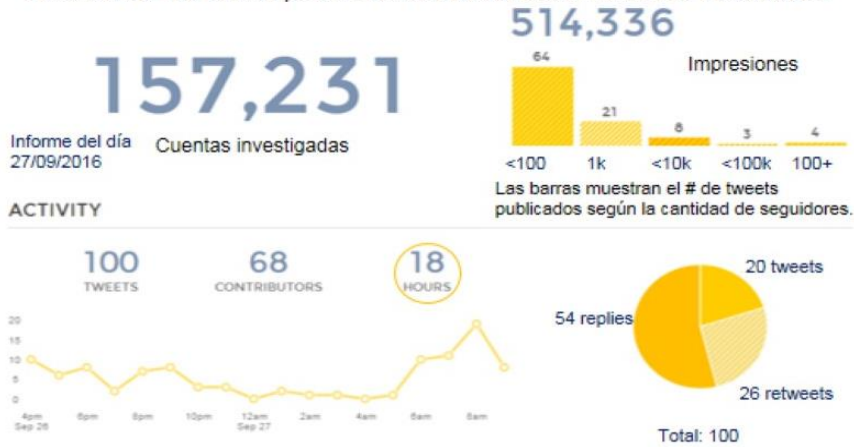 514,336
157,231
64
21
8
3
4
Impresiones
<100 1k <10k <100k 100+
Informe del día
27/09/2016
Cuentas investigadas
Las barras muestran el # de tweets
publicados según la cantidad de seguidores.
ACTIVITY
100
TWEETS
68
CONTRIBUTORS
18
HOURS
20
15
10
5
0
4pm
Sep 26
6pm
8pm
10pm
12am
Sep 27
2am
4am
6am
8am
20 tweets
54 replies
26 retweets
Total: 100